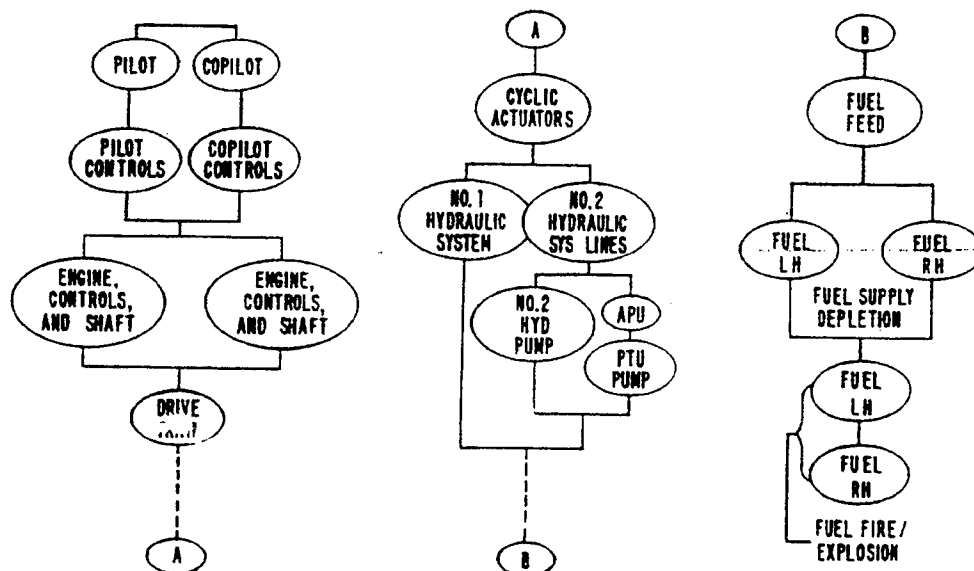 PILOT
COPILOT
PILOT
CONTROLS
COPILOT
CONTROLS
ENGINE,
CONTROLS,
AND SHAFT
ENGINE,
CONTROLS,
AND SHAFT
DRIVE
A
A
CYCLIC
ACTUATORS
NO.1
HYDRAULIC
SYSTEM
NO.2
HYDRAULIC
SYS LINES
NO.2
HYD
PUMP
APU
PTU
PUMP
B
B
FUEL
FEED
FUEL
LH
FUEL
RH
FUEL SUPPLY
DEPLETION
FUEL
LH
FUEL
RH
FUEL FIRE/
EXPLOSION